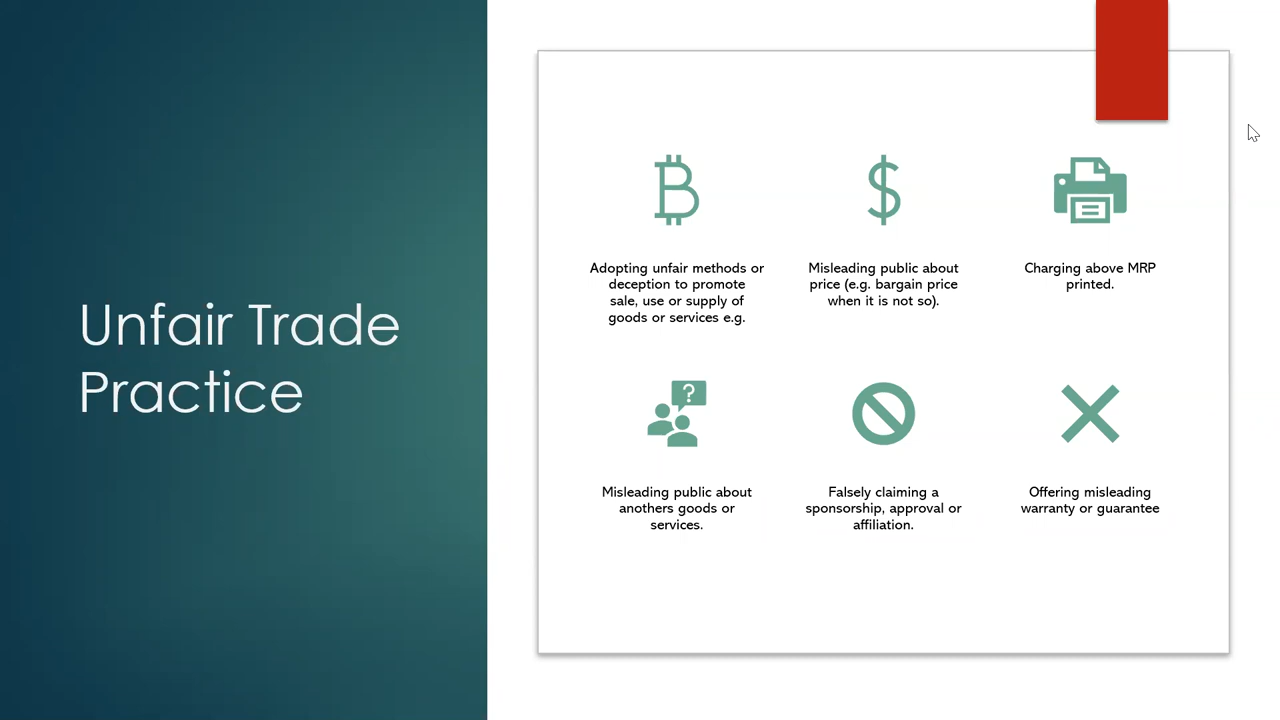 Unfair Trade
Practice
Adopting unfair methods or
deception to promote
sale, use or supply of
goods or services e.g.
Misleading public about
price (e.g. bargain price
when it is not so).
Charging above MRP
printed.
Misleading public about
anothers goods or
services.
Falsely claiming a
sponsorship, approval or
affiliation.
Offering misleading
warranty or guarantee